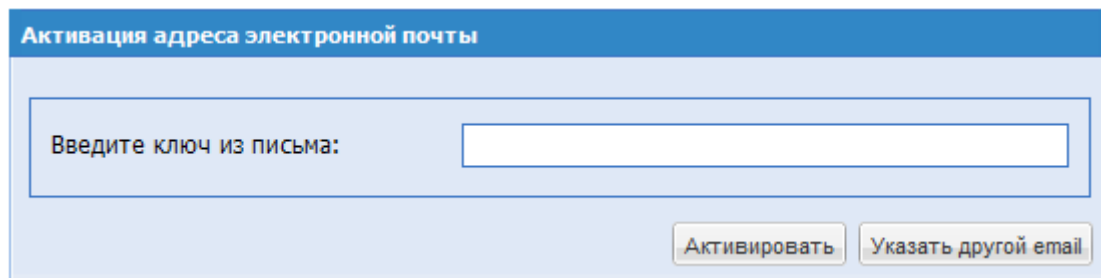 Активация адреса электронной почты
Введите ключ из письма:
Активировать Указать другой email